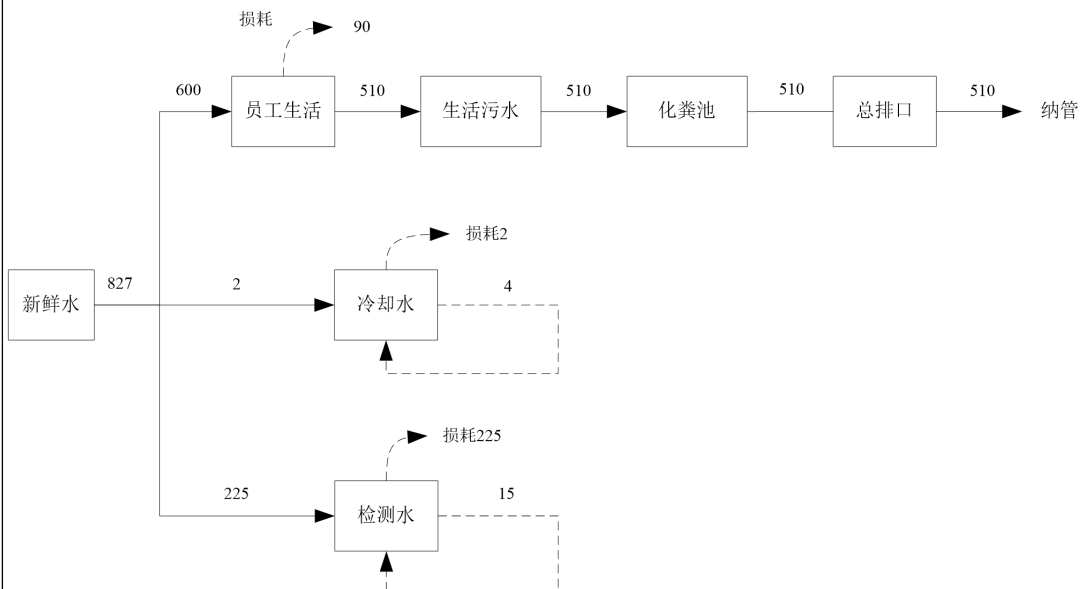 损耗 90
600 员工生活 510 生活污水 510 化粪池 510 总排口 510 纳管
损耗2
新鲜水 827 2 冷却水 4
损耗225
225 检测水 15